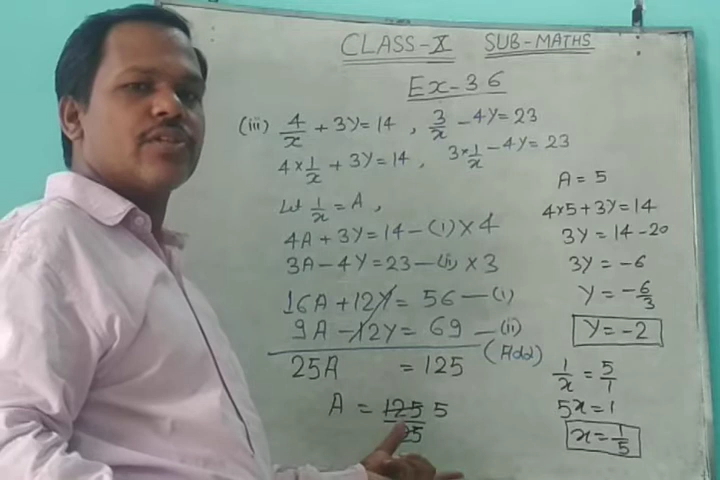 CLASS-X SUB-MATHS
Ex-36
(iii) 4/x + 3Y = 14 , 3/x - 4Y = 23
4 × 1/x + 3Y = 14 , 3 × 1/x - 4Y = 23
Let 1/x = A ,
4A + 3Y = 14 - (i) × 4
3A - 4Y = 23 - (ii) × 3
16A + 12Y = 56 - (i)
9A - 12Y = 69 - (ii)
(Add)
25A = 125
A = 125/25 5
A = 5
4×5 + 3Y = 14
3Y = 14 - 20
3Y = -6
Y = -6/3
Y = -2
1/x = 5/1
5x = 1
x = 1/5